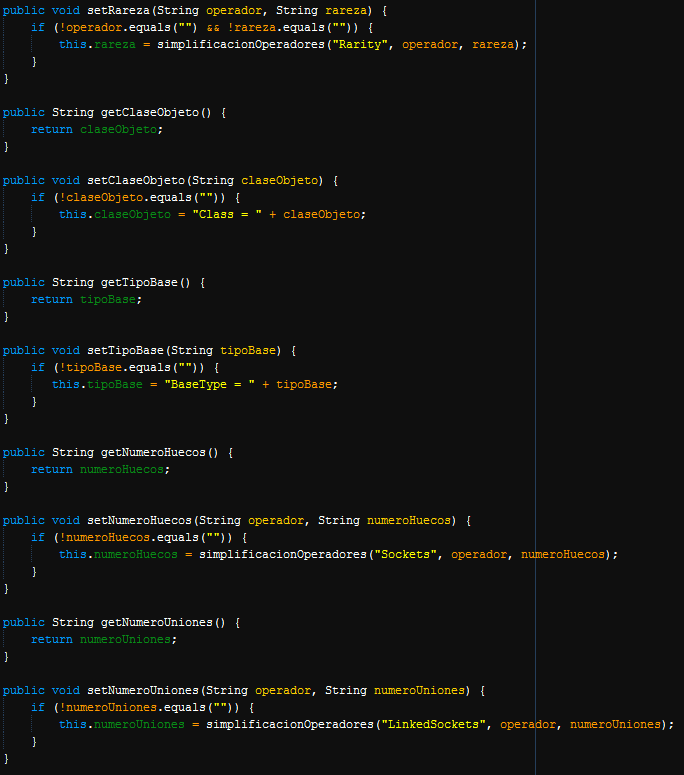 public void setRareza(String operador, String rareza) {
    if (!operador.equals("") && !rareza.equals("")) {
        this.rareza = simplificacionOperadores("Rarity", operador, rareza);
    }
}

public String getClaseObjeto() {
    return claseObjeto;
}

public void setClaseObjeto(String claseObjeto) {
    if (!claseObjeto.equals("")) {
        this.claseObjeto = "Class = " + claseObjeto;
    }
}

public String getTipoBase() {
    return tipoBase;
}

public void setTipoBase(String tipoBase) {
    if (!tipoBase.equals("")) {
       this.tipoBase = "BaseType = " + tipoBase;
    }
}

public String getNumeroHuecos() {
    return numeroHuecos;
}

public void setNumeroHuecos(String operador, String numeroHuecos) {
    if (!numeroHuecos.equals("")) {
        this.numeroHuecos = simplificacionOperadores("Sockets", operador, numeroHuecos);
    }
}

public String getNumeroUniones() {
    return numeroUniones;
}

public void setNumeroUniones(String operador, String numeroUniones) {
    if (!numeroUniones.equals("")) {
        this.numeroUniones = simplificacionOperadores("LinkedSockets", operador, numeroUniones);
    }
}